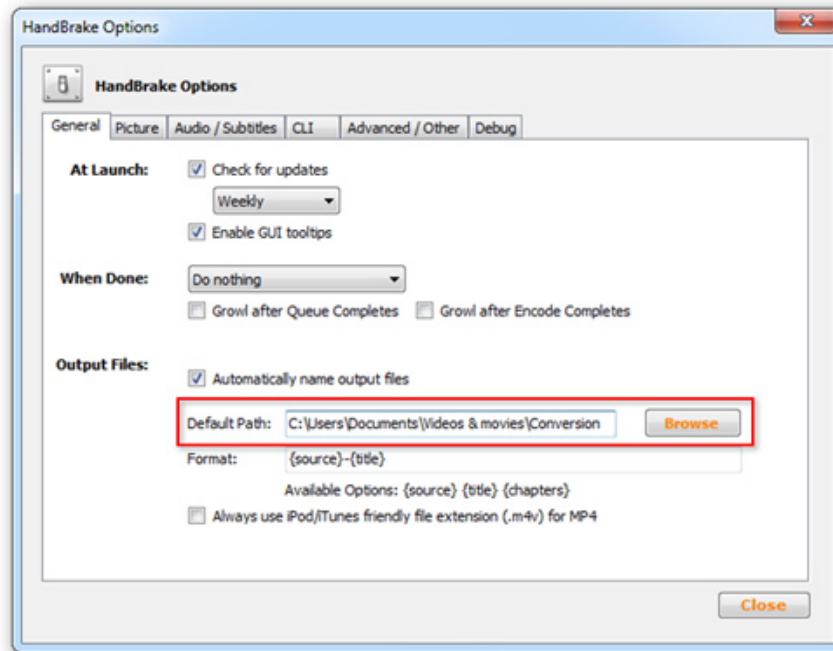 HandBrake Options
HandBrake Options
General Picture Audio / Subtitles CLI Advanced / Other Debug
At Launch: Check for updates
Weekly
Enable GUI tooltips
When Done: Do nothing
Growl after Queue Completes Growl after Encode Completes
Output Files:
Automatically name output files
Default Path: C:\Users\Documents\Videos & movies\Conversion Browse
Format: {source}-{title}
Available Options: {source} {title} {chapters}
Always use iPod/iTunes friendly file extension (.m4v) for MP4
Close